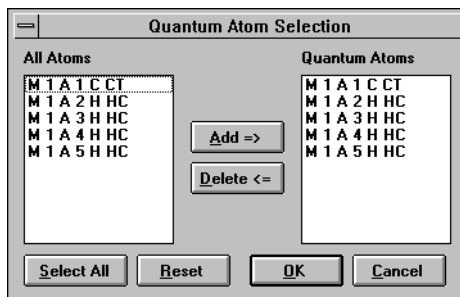 Quantum Atom Selection
All Atoms
M 1 A 1 C CT
M 1 A 2 H HC
M 1 A 3 H HC
M 1 A 4 H HC
M 1 A 5 H HC
Add =>
Delete <=
Quantum Atoms
M 1 A 1 C CT
M 1 A 2 H HC
M 1 A 3 H HC
M 1 A 4 H HC
M 1 A 5 H HC
Select All Reset OK Cancel